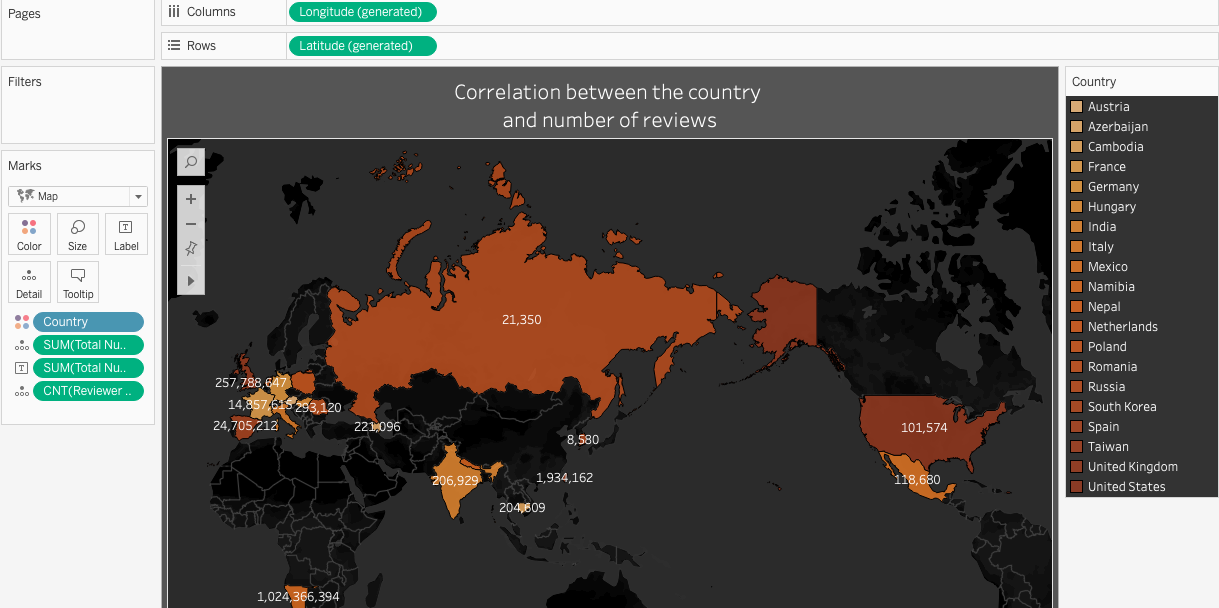 Pages
Columns
Longitude (generated)
Rows
Latitude (generated)
Filters
Marks
Map
Color
Size
Label
Detail
Tooltip
Country
SUM(Total Nu..
SUM(Total Nu..
CNT(Reviewer ..
Correlation between the country
and number of reviews
21,350
257,788,647
14,857,615
293,120
24,705,212
221,096
8,580
101,574
206,929
1,934,162
118,680
204,609
1,024,366,394
Country
Austria
Azerbaijan
Cambodia
France
Germany
Hungary
India
Italy
Mexico
Namibia
Nepal
Netherlands
Poland
Romania
Russia
South Korea
Spain
Taiwan
United Kingdom
United States